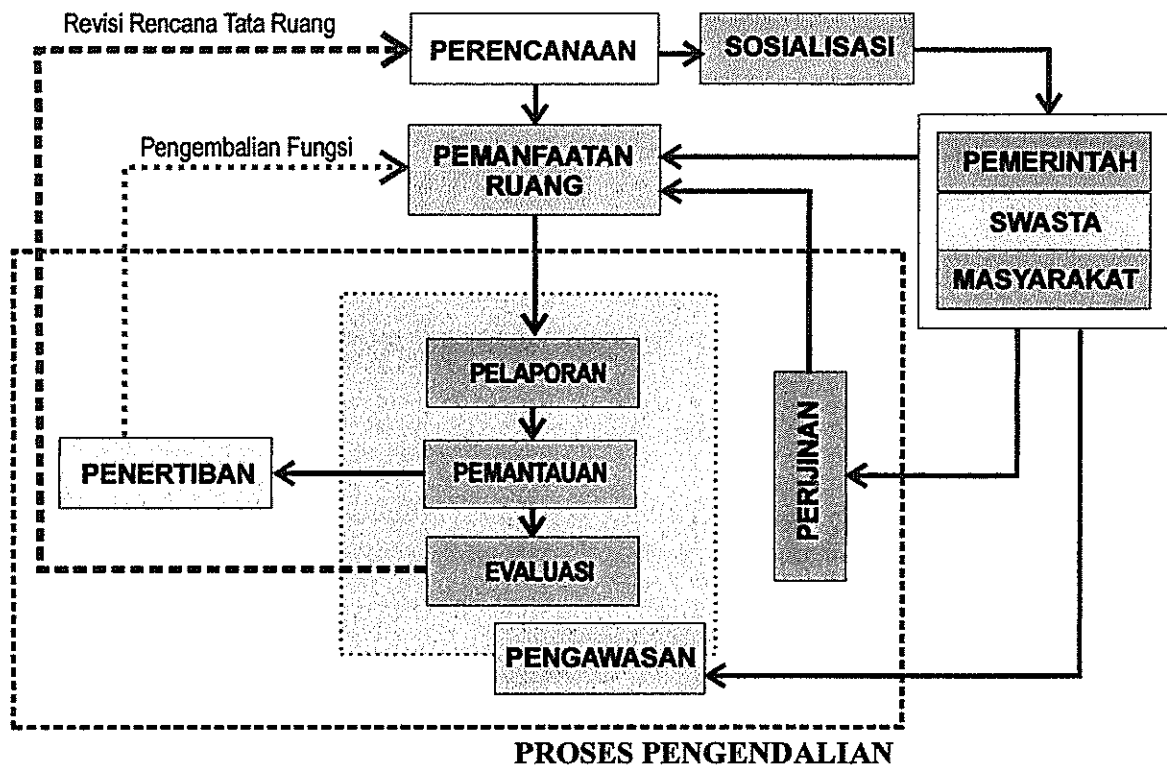 Revisi Rencana Tata Ruang
PERENCANAAN
SOSIALISASI
Pengembalian Fungsi
PEMANFAATAN
RUANG
PEMERINTAH
SWASTA
MASYARAKAT
PELAPORAN
PENERTIBAN
PEMANTAUAN
PERIJINAN
EVALUASI
PENGAWASAN
PROSES PENGENDALIAN